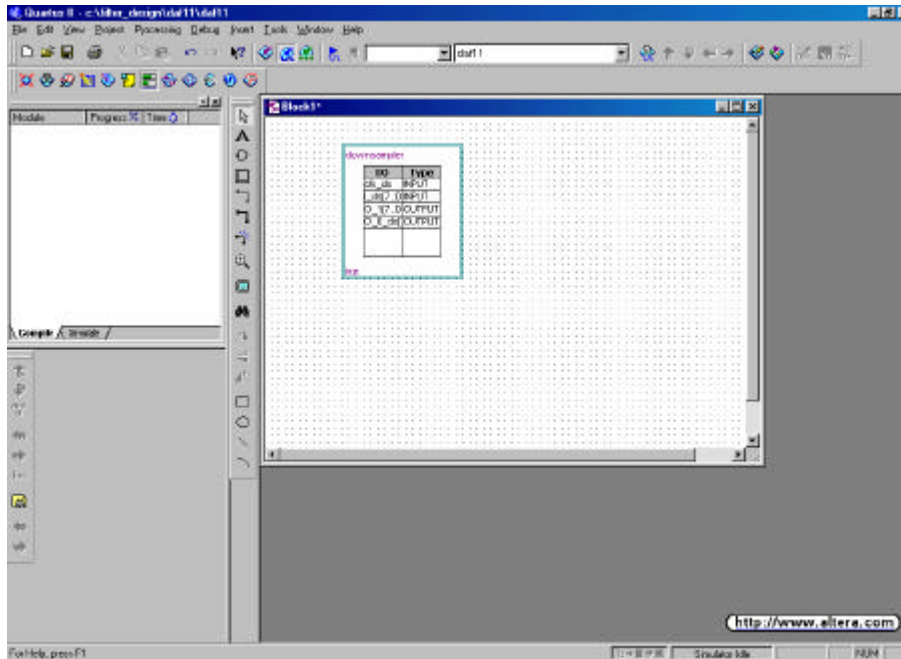 Quartus II - c:\filter_design\daf11\daf11
File Edit View Project Processing Debug Insert Tools Window Help
daf11
Module Progress % Time
Block1*
downsampler
I/O Type
clk_ds INPUT
INPUT
OUTPUT
OUTPUT
inst
Compile Simulate
http://www.altera.com
For Help, press F1
Simulator Idle
NUM